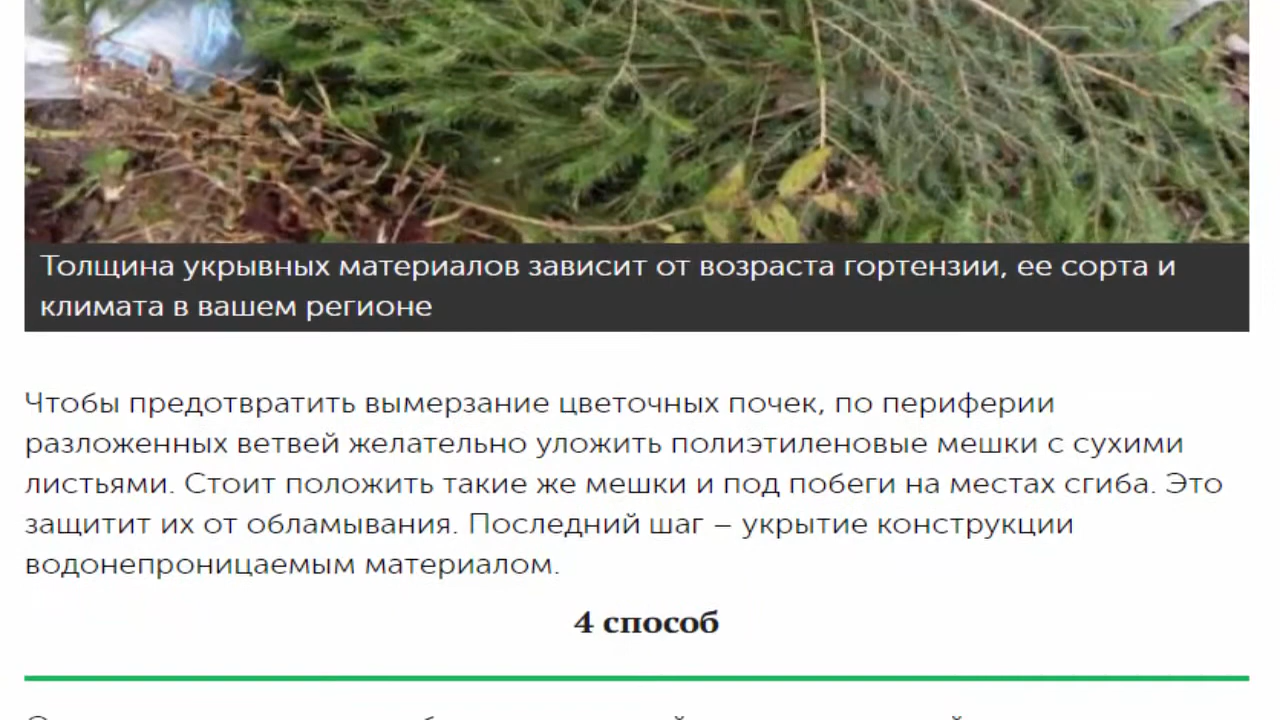 Толщина укрывных материалов зависит от возраста гортензии, ее сорта и
климата в вашем регионе
Чтобы предотвратить вымерзание цветочных почек, по периферии
разложенных ветвей желательно уложить полиэтиленовые мешки с сухими
листьями. Стоит положить такие же мешки и под побеги на местах сгиба. Это
защитит их от обламывания. Последний шаг – укрытие конструкции
водонепроницаемым материалом.
4 способ